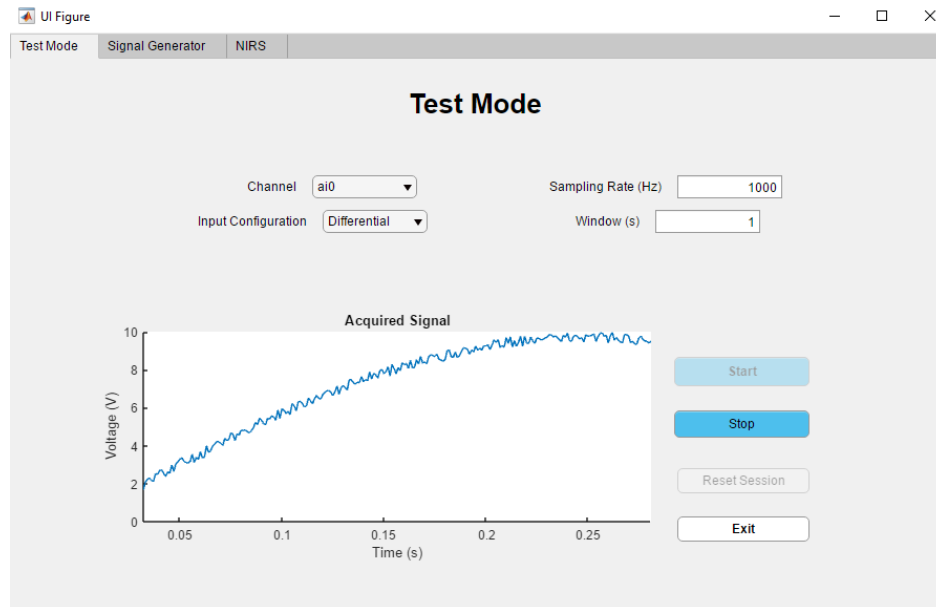 UI Figure
Test Mode Signal Generator NIRS
Test Mode
Channel ai0 Sampling Rate (Hz) 1000
Input Configuration Differential Window (s) 1
Acquired Signal
10
8
6
4
2
0
Voltage (V)
0.05 0.1 0.15 0.2 0.25
Time (s)
Start
Stop
Reset Session
Exit